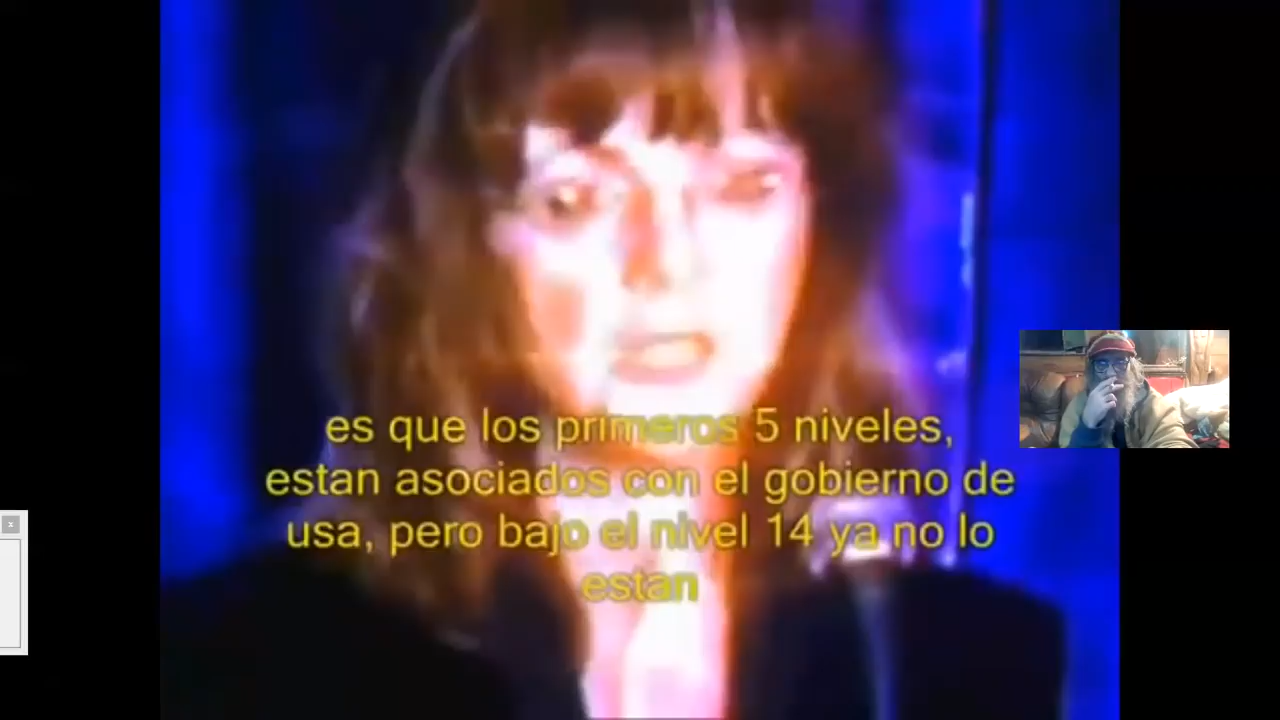 es que los primeros 5 niveles,
estan asociados con el gobierno de
usa, pero bajo el nivel 14 ya no lo
estan
x